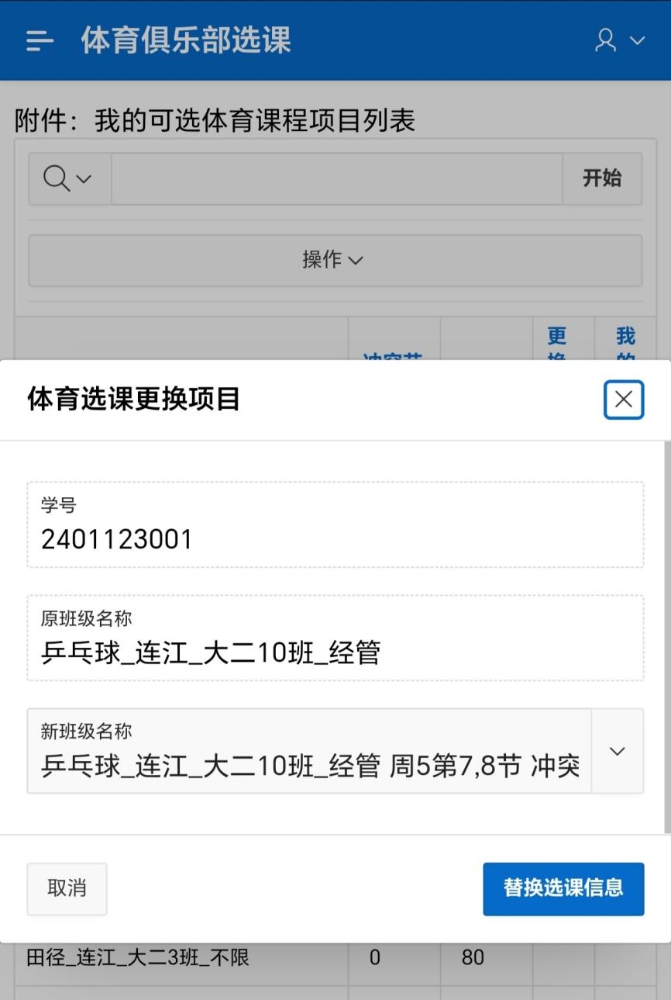 体育俱乐部选课
附件：我的可选体育课程项目列表
开始
操作
冲突节
更换
我的
体育选课更换项目
学号
2401123001
原班级名称
乒乓球_连江_大二10班_经管
新班级名称
乒乓球_连江_大二10班_经管 周5第7,8节 冲突
取消
替换选课信息
田径_连江_大二3班_不限 0 80